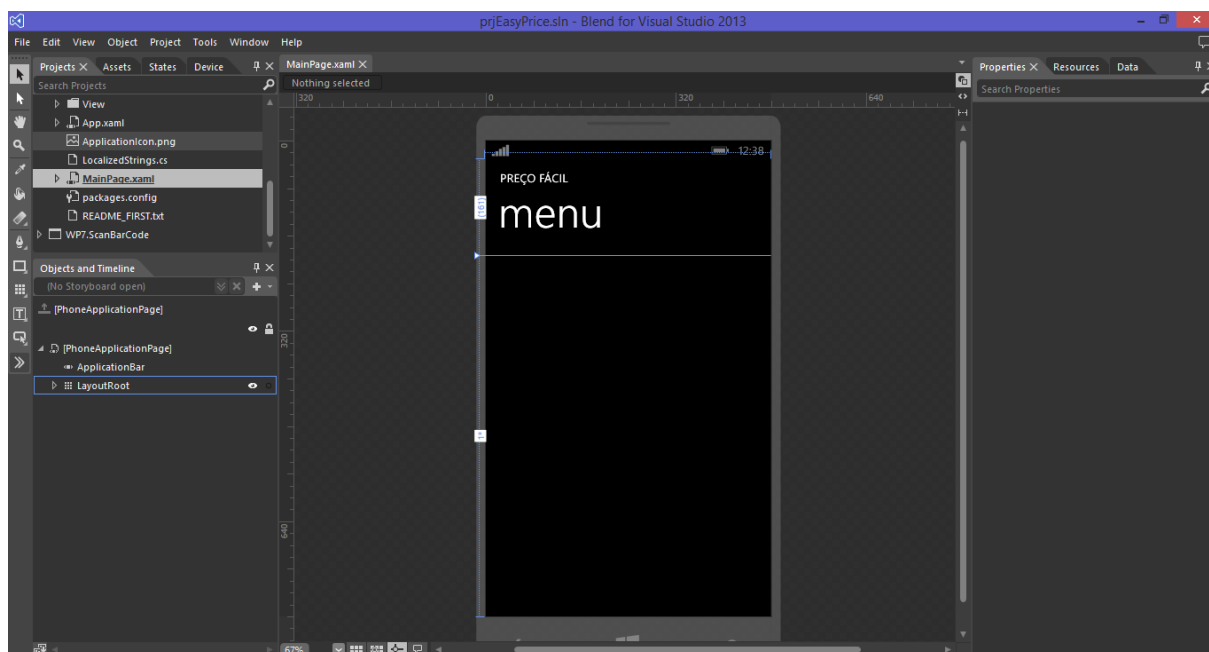 prjEasyPrice.sln - Blend for Visual Studio 2013
File Edit View Object Project Tools Window Help
Projects Assets States Device
Search Projects
View
App.xaml
ApplicationIcon.png
LocalizedStrings.cs
MainPage.xaml
packages.config
README_FIRST.txt
WP7.ScanBarCode
Objects and Timeline
(No Storyboard open)
[PhoneApplicationPage]
[PhoneApplicationPage]
ApplicationBar
LayoutRoot
MainPage.xaml
Nothing selected
320 0 320 640
0
320
640
12:38
PREÇO FÁCIL
menu
(161)
1*
67%
Properties Resources Data
Search Properties